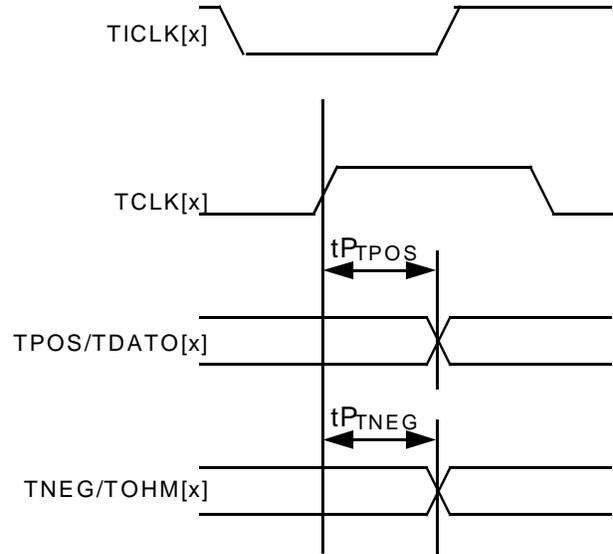 TICLK[x]
TCLK[x]
tPTPOS
TPOS/TDATO[x]
tPTNEG
TNEG/TOHM[x]